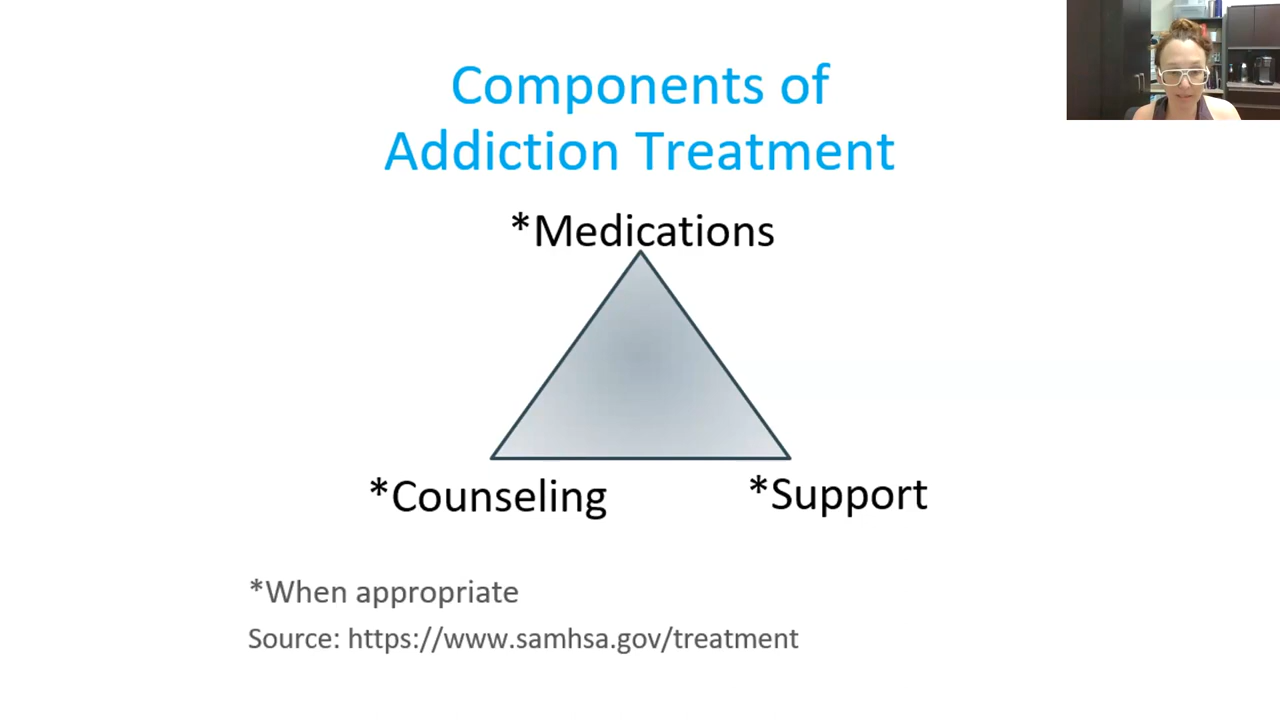 Components of
Addiction Treatment
*Medications
*Counseling
*Support
*When appropriate
Source: https://www.samhsa.gov/treatment